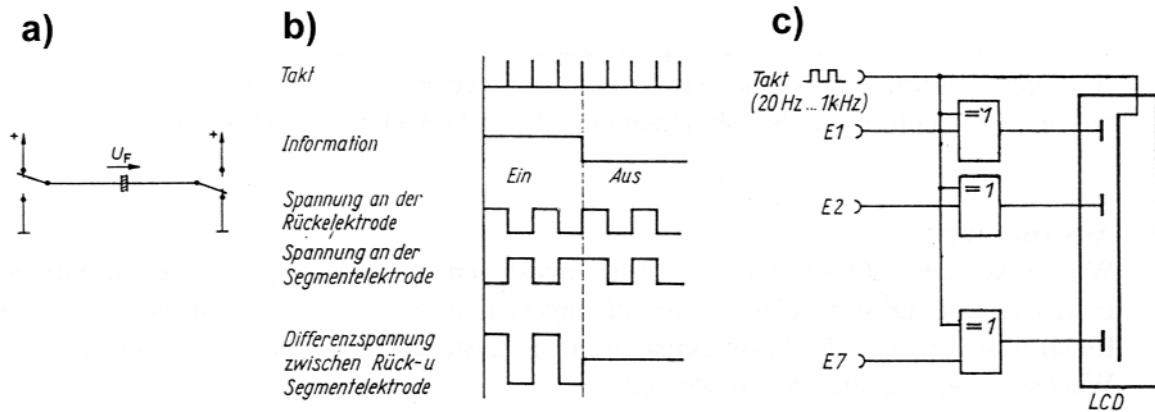 a)
+
+
U_F
b)
Takt
Information
Ein
Aus
Spannung an der
Rückelektrode
Spannung an der
Segmentelektrode
Differenzspannung
zwischen Rück-u
Segmentelektrode
c)
Takt
(20 Hz...1kHz)
E1
=1
E2
=1
E7
=1
LCD